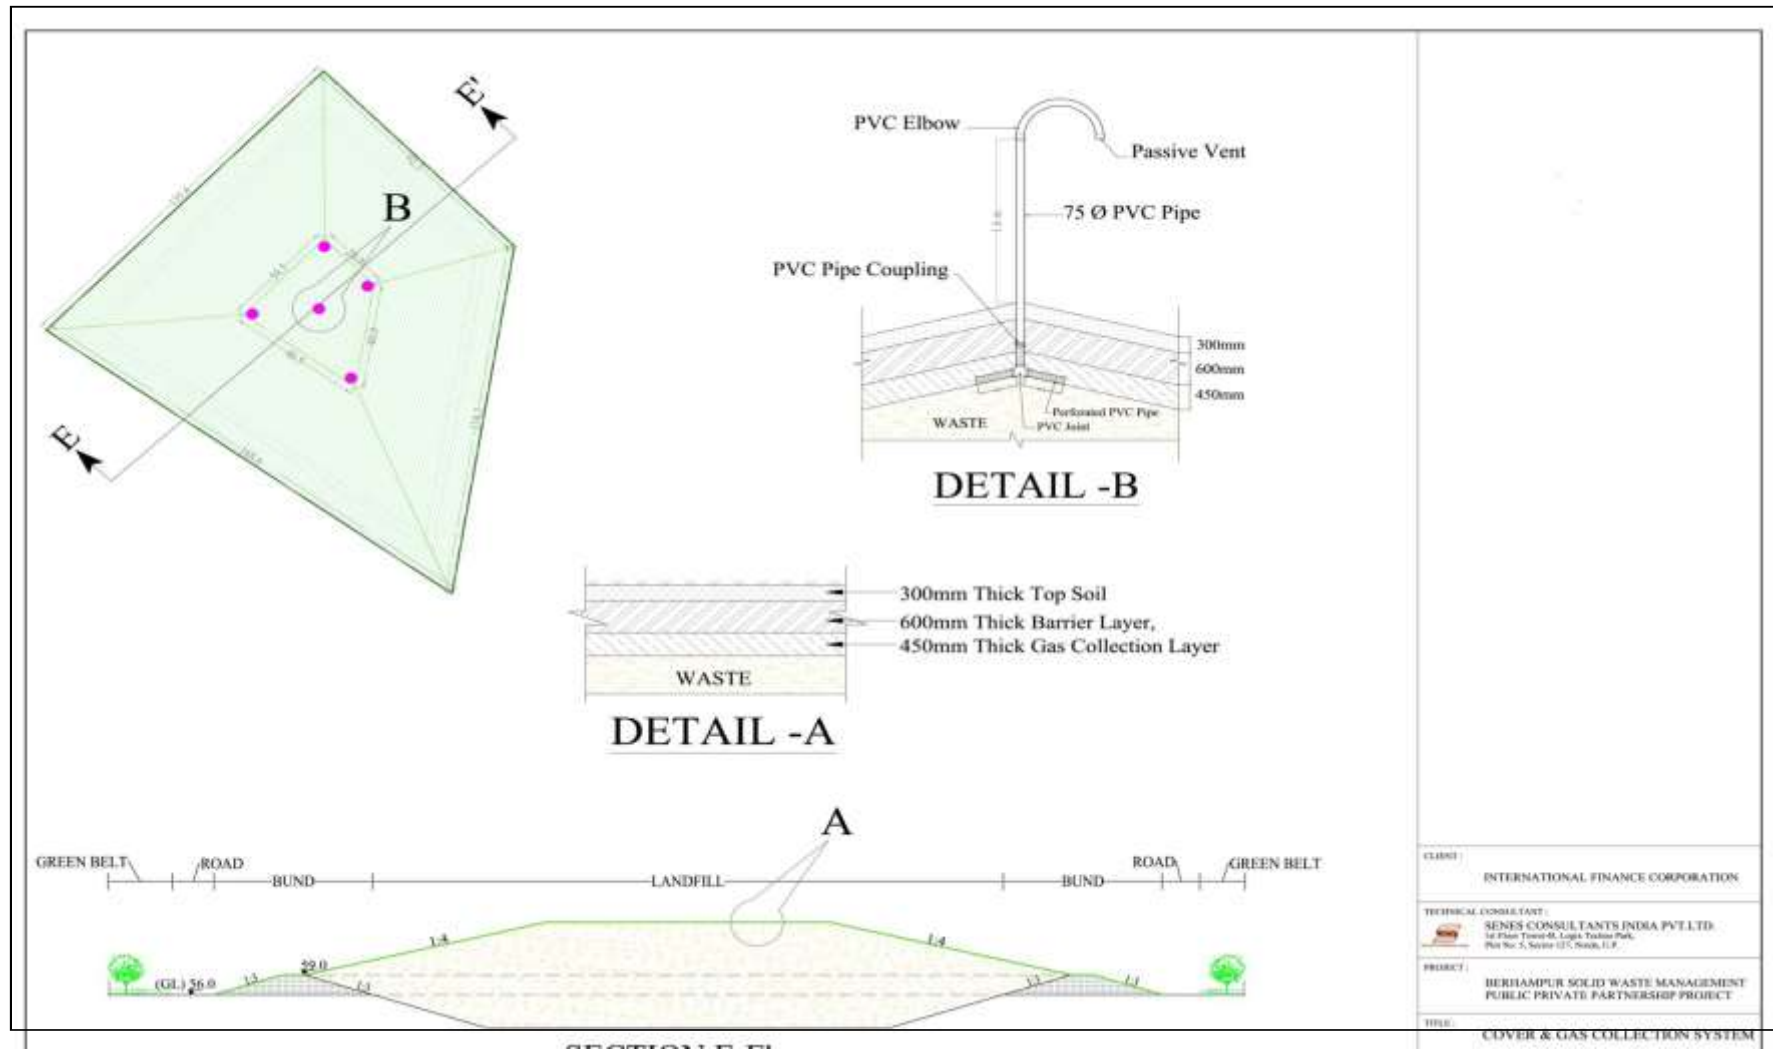 E'
B
E
PVC Elbow
Passive Vent
75 Ø PVC Pipe
PVC Pipe Coupling
300mm
600mm
450mm
Perforated PVC Pipe
WASTE
PVC Joint
DETAIL -B
300mm Thick Top Soil
600mm Thick Barrier Layer,
450mm Thick Gas Collection Layer
WASTE
DETAIL -A
A
GREEN BELT
ROAD
BUND
LANDFILL
BUND
ROAD
GREEN BELT
1:4
1:4
59.0
(GL) 56.0
CLIENT :
INTERNATIONAL FINANCE CORPORATION
TECHNICAL CONSULTANT :
SENES CONSULTANTS INDIA PVT.LTD.
PROJECT :
BERHAMPUR SOLID WASTE MANAGEMENT
PUBLIC PRIVATE PARTNERSHIP PROJECT
TITLE:
COVER & GAS COLLECTION SYSTEM